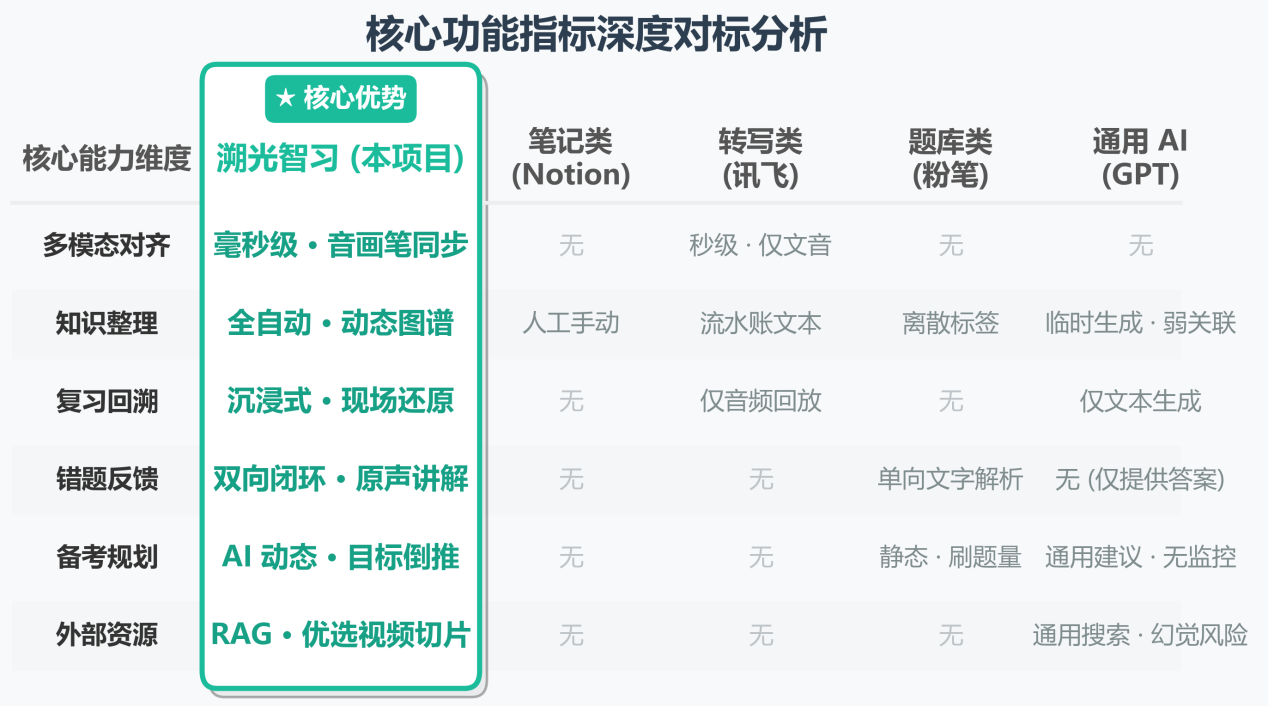 核心功能指标深度对标分析
★ 核心优势
核心能力维度 溯光智习 (本项目) 笔记类 (Notion) 转写类 (讯飞) 题库类 (粉笔) 通用 AI (GPT)
多模态对齐 毫秒级 • 音画笔同步 无 秒级 · 仅文音 无 无
知识整理 全自动 • 动态图谱 人工手动 流水账文本 离散标签 临时生成 · 弱关联
复习回溯 沉浸式 • 现场还原 无 仅音频回放 无 仅文本生成
错题反馈 双向闭环 • 原声讲解 无 无 单向文字解析 无 (仅提供答案)
备考规划 AI 动态 • 目标倒推 无 无 静态 · 刷题量 通用建议 · 无监控
外部资源 RAG • 优选视频切片 无 无 无 通用搜索 · 幻觉风险